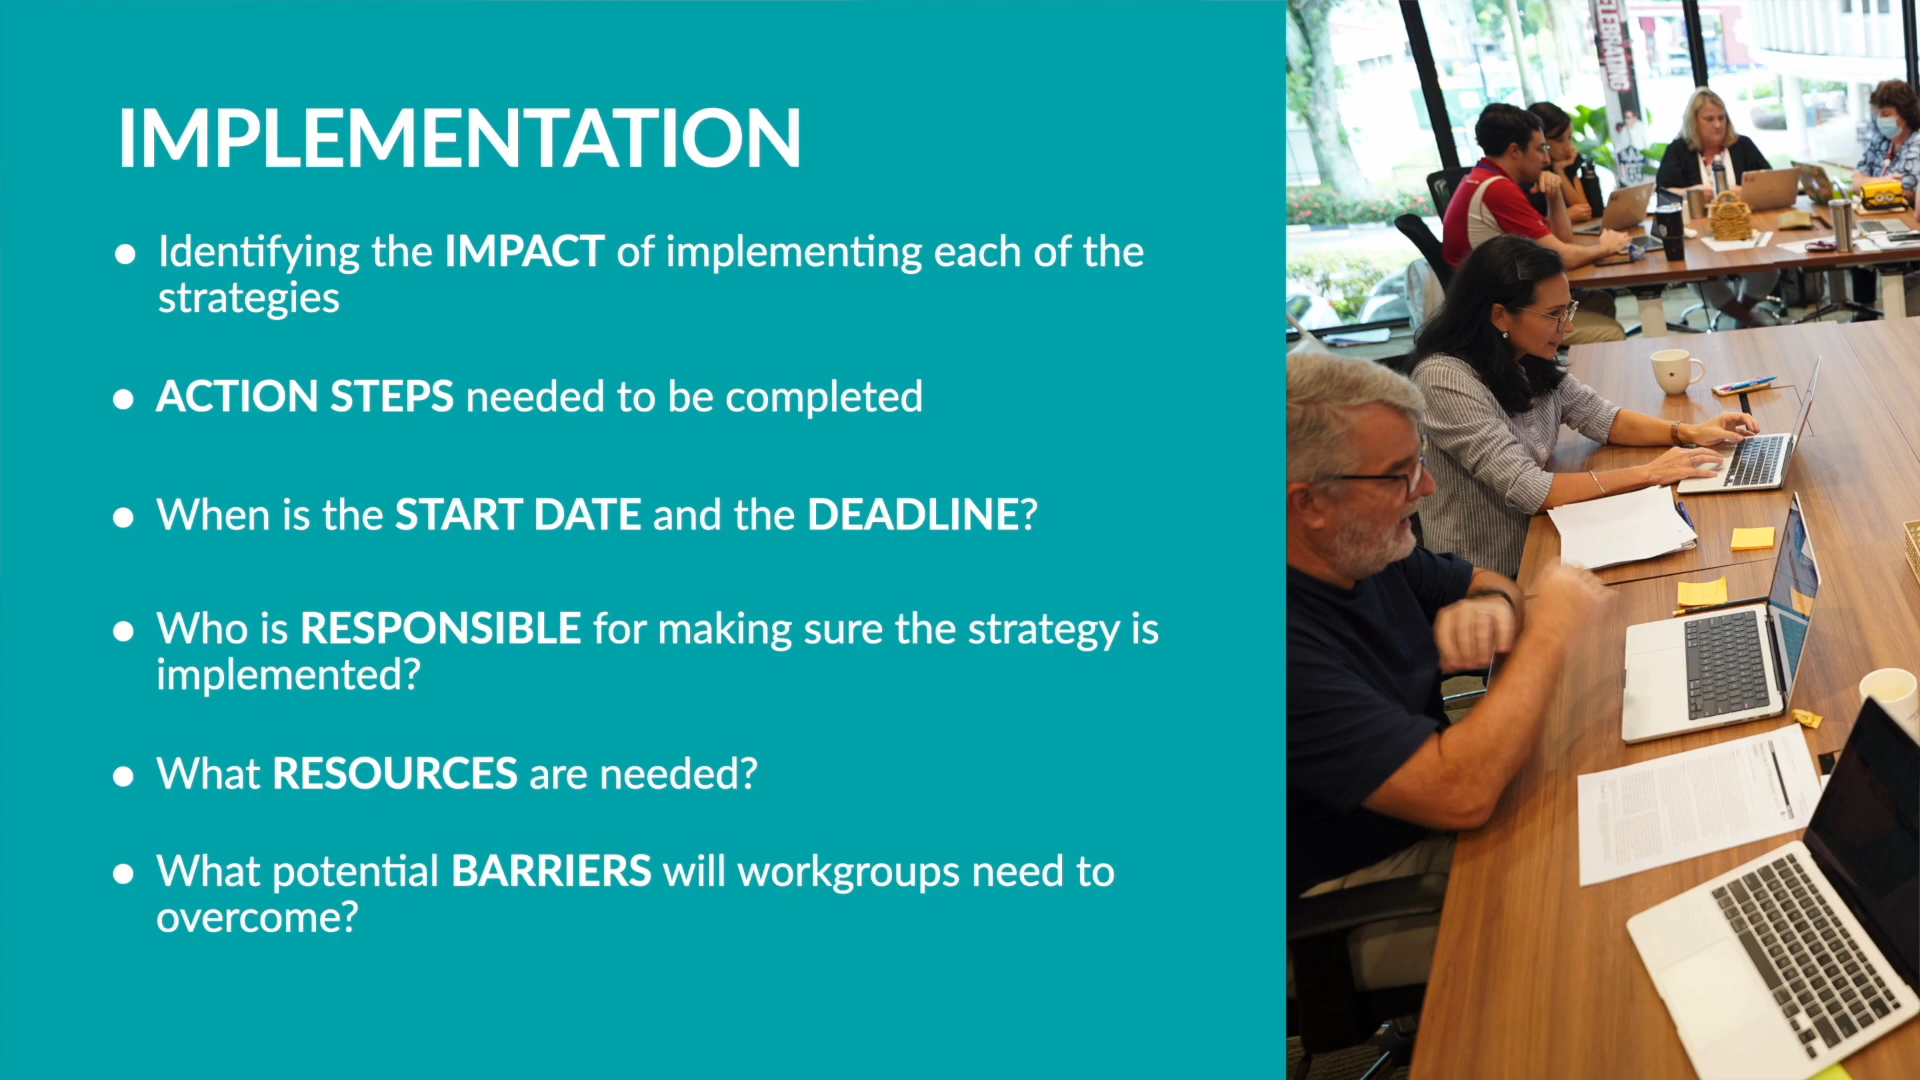 IMPLEMENTATION
● Identifying the IMPACT of implementing each of the
strategies
● ACTION STEPS needed to be completed
● When is the START DATE and the DEADLINE?
● Who is RESPONSIBLE for making sure the strategy is
implemented?
● What RESOURCES are needed?
● What potential BARRIERS will workgroups need to
overcome?